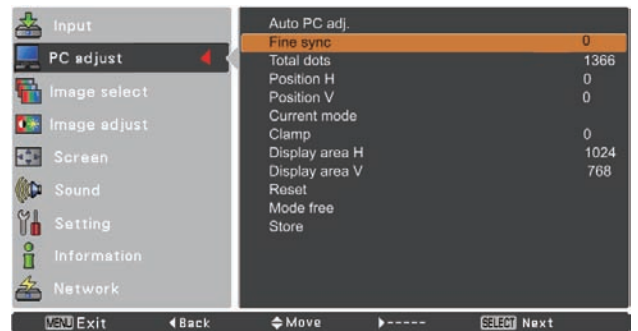 Input
PC adjust
Image select
Image adjust
Screen
Sound
Setting
Information
Network
Auto PC adj.
Fine sync 0
Total dots 1366
Position H 0
Position V 0
Current mode
Clamp 0
Display area H 1024
Display area V 768
Reset
Mode free
Store
MENU Exit Back Move ----- SELECT Next